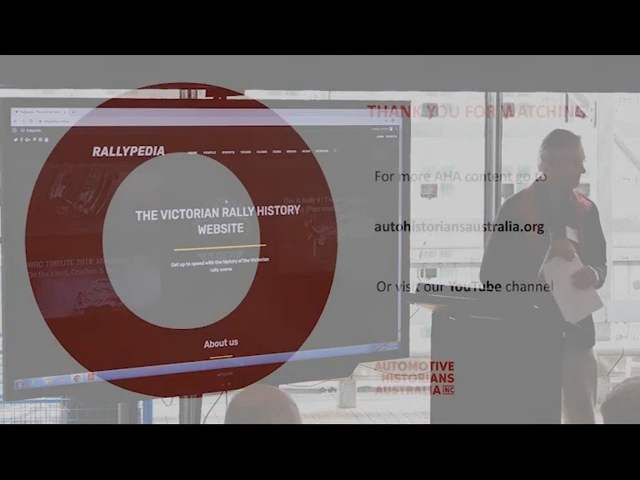 RALLYPEDIA
THE VICTORIAN RALLY HISTORY
WEBSITE
Get up to speed with the history of the Victorian
rally scene
About us
THANK YOU FOR WATCHING
For more AHA content go to
autohistoriansaustralia.org
Or visit our YouTube channel
AUTOMOTIVE
HISTORIANS
AUSTRALIA INC